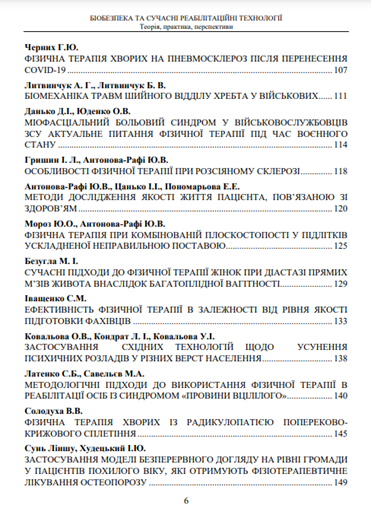 БІОБЕЗПЕКА ТА СУЧАСНІ РЕАБІЛІТАЦІЙНІ ТЕХНОЛОГІЇ
Теорія, практика, перспективи
Черних Г.Ю.
ФІЗИЧНА ТЕРАПІЯ ХВОРИХ НА ПНЕВМОСКЛЕРОЗ ПІСЛЯ ПЕРЕНЕСЕННЯ
COVID-19 107
Литвинчук А. Г., Литвинчук Б. В.
БІОМЕХАНІКА ТРАВМ ШИЙНОГО ВІДДІЛУ ХРЕБТА У ВІЙСЬКОВИХ..111
Данько Д.І., Юденко О.В.
МІОФАСЦІАЛЬНИЙ БОЛЬОВИЙ СИНДРОМ У ВІЙСЬКОВОСЛУЖБОВЦІВ
ЗСУ АКТУАЛЬНЕ ПИТАННЯ ФІЗИЧНОЇ ТЕРАПІЇ ПІД ЧАС ВОЄННОГО
СТАНУ 114
Гришин І. Л., Антонова-Рафі Ю.В.
ОСОБЛИВОСТІ ФІЗИЧНОЇ ТЕРАПІЇ ПРИ РОЗСІЯНОМУ СКЛЕРОЗІ 118
Антонова-Рафі Ю.В., Цанько І.І., Пономарьова Е.Е.
МЕТОДИ ДОСЛІДЖЕННЯ ЯКОСТІ ЖИТТЯ ПАЦІЄНТА, ПОВ’ЯЗАНОЮ ЗІ
ЗДОРОВ’ЯМ 120
Мороз Ю.О., Антонова-Рафі Ю.В.
ФІЗИЧНА ТЕРАПІЯ ПРИ КОМБІНОВАНІЙ ПЛОСКОСТОПОСТІ У ПІДЛІТКІВ
УСКЛАДНЕНОЇ НЕПРАВИЛЬНОЮ ПОСТАВОЮ 125
Безугла М. І.
СУЧАСНІ ПІДХОДИ ДО ФІЗИЧНОЇ ТЕРАПІЇ ЖІНОК ПРИ ДІАСТАЗІ ПРЯМИХ
М’ЗІВ ЖИВОТА ВНАСЛІДОК БАГАТОПЛІДНОЇ ВАГІТНОСТІ 129
Іващенко С.М.
ЕФЕКТИВНІСТЬ ФІЗИЧНОЇ ТЕРАПІЇ В ЗАЛЕЖНОСТІ ВІД РІВНЯ ЯКОСТІ
ПІДГОТОВКИ ФАХІВЦІВ 133
Ковальова О.В., Кондрат Л. І., Ковальова У.І.
ЗАСТОСУВАННЯ СХІДНИХ ТЕХНОЛОГІЙ ЩОДО УСУНЕННЯ
ПСИХІЧНИХ РОЗЛАДІВ У РІЗНИХ ВЕРСТ НАСЕЛЕННЯ 138
Латенко С.Б., Савельєв М.А.
МЕТОДОЛОГІЧНІ ПІДХОДИ ДО ВИКОРИСТАННЯ ФІЗИЧНОЇ ТЕРАПІЇ В
РЕАБІЛІТАЦІЇ ОСІБ ІЗ СИНДРОМОМ «ПРОВИНИ ВЦІЛІЛОГО» 140
Солодуха В.В.
ФІЗИЧНА ТЕРАПІЯ ХВОРИХ ІЗ РАДИКУЛОПАТІЄЮ ПОПЕРЕКОВО-
КРИЖОВОГО СПЛЕТІННЯ 145
Сунь Ліншу, Худецький І.Ю.
ЗАСТОСУВАННЯ МОДЕЛІ БЕЗПЕРЕРВНОГО ДОГЛЯДУ НА РІВНІ ГРОМАДИ
У ПАЦІЄНТІВ ПОХИЛОГО ВІКУ, ЯКІ ОТРИМУЮТЬ ФІЗІОТЕРАПЕВТИЧНЕ
ЛІКУВАННЯ ОСТЕОПОРОЗУ 149
6